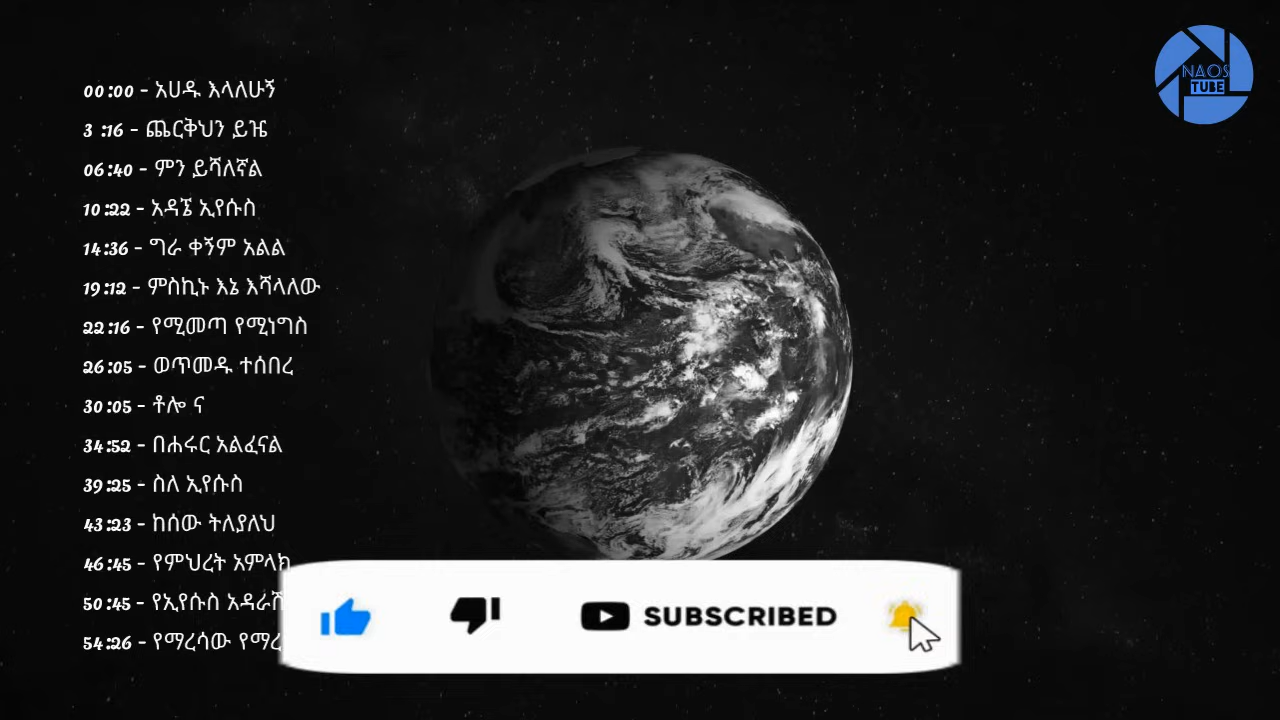 00:00 - አሀዱ እላለሁኝ
3 :16 - ጨርቅህን ይዤ
06:40 - ምን ይሻለኛል
10:22 - አዳኜ ኢየሱስ
14:36 - ግራ ቀኝም አልል
19:12 - ምስኪኑ እኔ እሻላለው
22:16 - የሚመጣ የሚነግስ
26:05 - ወጥመዱ ተሰበረ
30:05 - ቶሎ ና
34:52 - በሐሩር አልፈናል
39:25 - ስለ ኢየሱስ
43:23 - ከሰው ትለያለህ
46:45 - የምህረት አምላክ
50:45 - የኢየሱስ
54:26 - የማረሳው
NAOS
TUBE
SUBSCRIBED